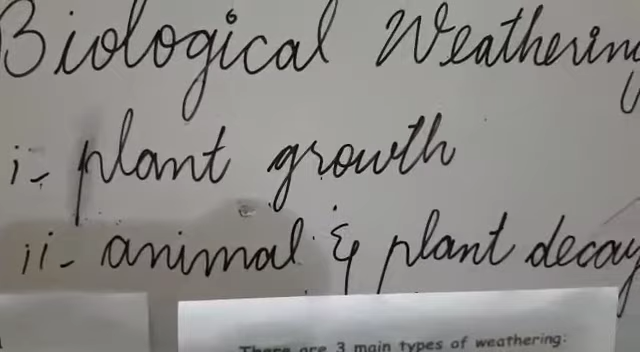 Biological Weathering
i- plant growth
ii- animal & plant decay
There are 3 main types of weathering: